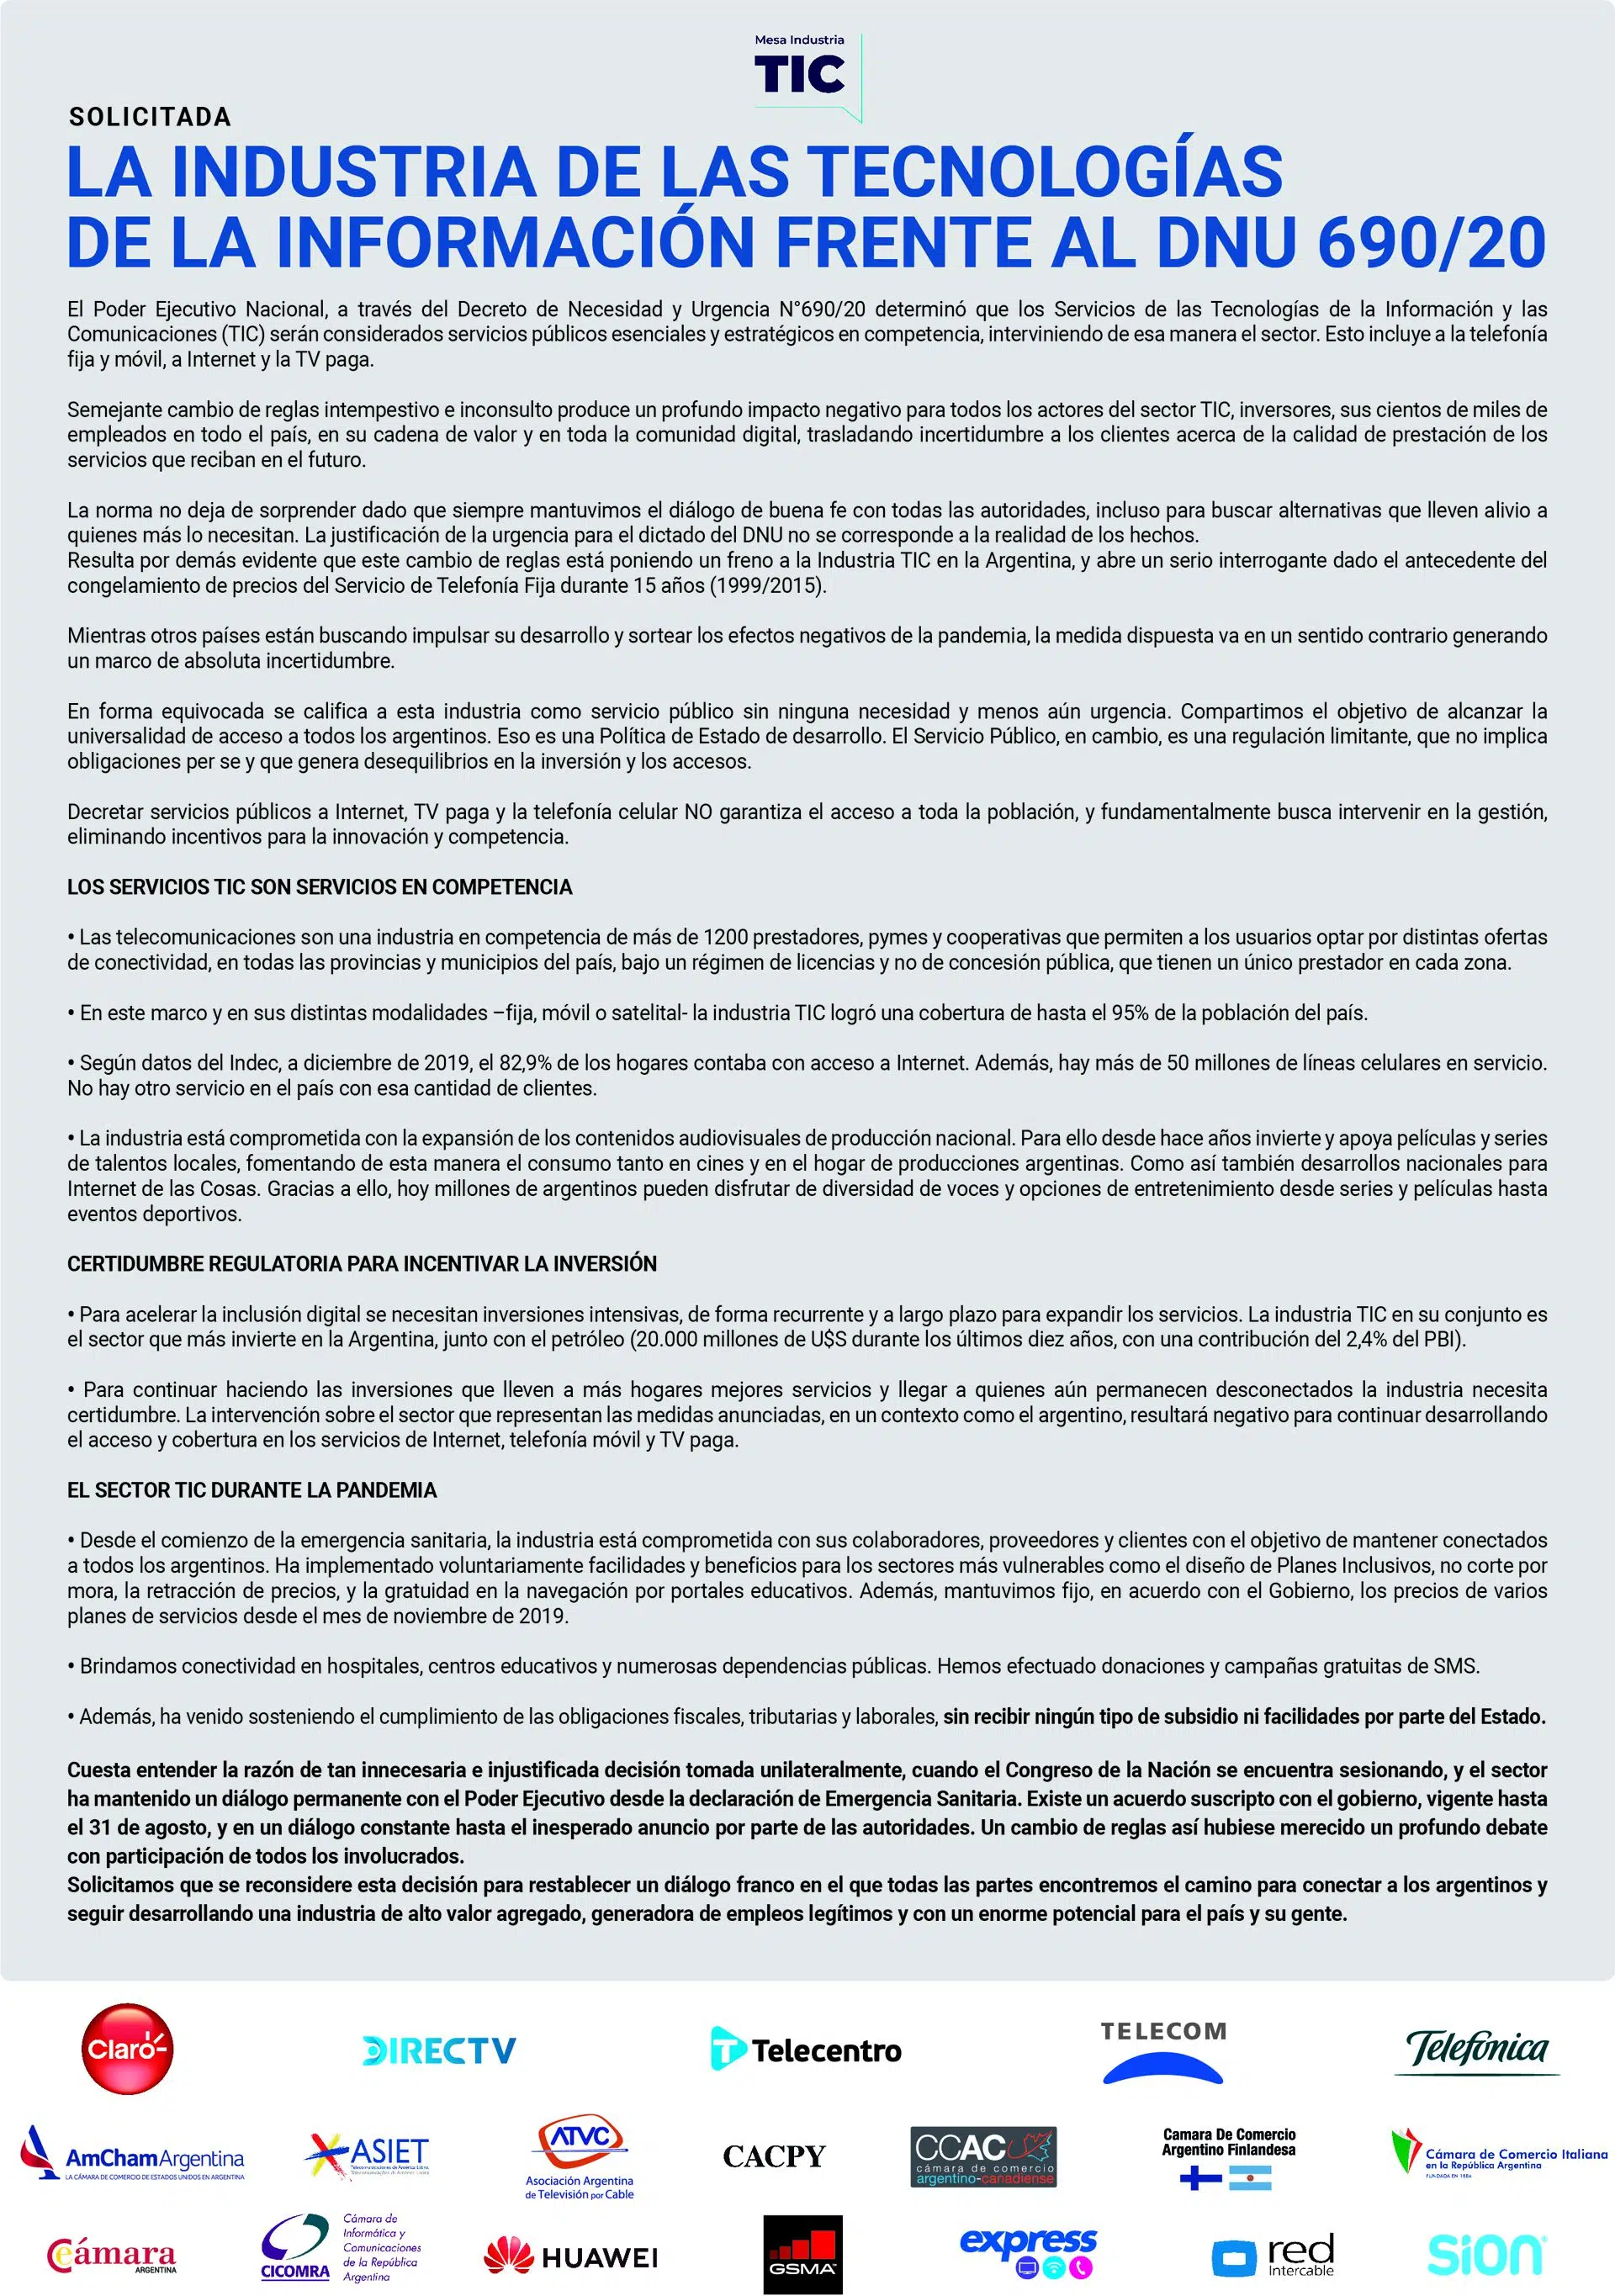 Mesa Industria
TIC
SOLICITADA
LA INDUSTRIA DE LAS TECNOLOGÍAS
DE LA INFORMACIÓN FRENTE AL DNU 690/20
El Poder Ejecutivo Nacional, a través del Decreto de Necesidad y Urgencia N°690/20 determinó que los Servicios de las Tecnologías de la Información y las
Comunicaciones (TIC) serán considerados servicios públicos esenciales y estratégicos en competencia, interviniendo de esa manera el sector. Esto incluye a la telefonía
fija y móvil, a Internet y la TV paga.
Semejante cambio de reglas intempestivo e inconsulto produce un profundo impacto negativo para todos los actores del sector TIC, inversores, sus cientos de miles de
empleados en todo el país, en su cadena de valor y en toda la comunidad digital, trasladando incertidumbre a los clientes acerca de la calidad de prestación de los
servicios que reciban en el futuro.
La norma no deja de sorprender dado que siempre mantuvimos el diálogo de buena fe con todas las autoridades, incluso para buscar alternativas que lleven alivio a
quienes más lo necesitan. La justificación de la urgencia para el dictado del DNU no se corresponde a la realidad de los hechos.
Resulta por demás evidente que este cambio de reglas está poniendo un freno a la Industria TIC en la Argentina, y abre un serio interrogante dado el antecedente del
congelamiento de precios del Servicio de Telefonía Fija durante 15 años (1999/2015).
Mientras otros países están buscando impulsar su desarrollo y sortear los efectos negativos de la pandemia, la medida dispuesta va en un sentido contrario generando
un marco de absoluta incertidumbre.
En forma equivocada se califica a esta industria como servicio público sin ninguna necesidad y menos aún urgencia. Compartimos el objetivo de alcanzar la
universalidad de acceso a todos los argentinos. Eso es una Política de Estado de desarrollo. El Servicio Público, en cambio, es una regulación limitante, que no implica
obligaciones per se y que genera desequilibrios en la inversión y los accesos.
Decretar servicios públicos a Internet, TV paga y la telefonía celular NO garantiza el acceso a toda la población, y fundamentalmente busca intervenir en la gestión,
eliminando incentivos para la innovación y competencia.
LOS SERVICIOS TIC SON SERVICIOS EN COMPETENCIA
• Las telecomunicaciones son una industria en competencia de más de 1200 prestadores, pymes y cooperativas que permiten a los usuarios optar por distintas ofertas
de conectividad, en todas las provincias y municipios del país, bajo un régimen de licencias y no de concesión pública, que tienen un único prestador en cada zona.
• En este marco y en sus distintas modalidades –fija, móvil o satelital- la industria TIC logró una cobertura de hasta el 95% de la población del país.
• Según datos del Indec, a diciembre de 2019, el 82,9% de los hogares contaba con acceso a Internet. Además, hay más de 50 millones de líneas celulares en servicio.
No hay otro servicio en el país con esa cantidad de clientes.
• La industria está comprometida con la expansión de los contenidos audiovisuales de producción nacional. Para ello desde hace años invierte y apoya películas y series
de talentos locales, fomentando de esta manera el consumo tanto en cines y en el hogar de producciones argentinas. Como así también desarrollos nacionales para
Internet de las Cosas. Gracias a ello, hoy millones de argentinos pueden disfrutar de diversidad de voces y opciones de entretenimiento desde series y películas hasta
eventos deportivos.
CERTIDUMBRE REGULATORIA PARA INCENTIVAR LA INVERSIÓN
• Para acelerar la inclusión digital se necesitan inversiones intensivas, de forma recurrente y a largo plazo para expandir los servicios. La industria TIC en su conjunto es
el sector que más invierte en la Argentina, junto con el petróleo (20.000 millones de U$S durante los últimos diez años, con una contribución del 2,4% del PBI).
• Para continuar haciendo las inversiones que lleven a más hogares mejores servicios y llegar a quienes aún permanecen desconectados la industria necesita
certidumbre. La intervención sobre el sector que representan las medidas anunciadas, en un contexto como el argentino, resultará negativo para continuar desarrollando
el acceso y cobertura en los servicios de Internet, telefonía móvil y TV paga.
EL SECTOR TIC DURANTE LA PANDEMIA
• Desde el comienzo de la emergencia sanitaria, la industria está comprometida con sus colaboradores, proveedores y clientes con el objetivo de mantener conectados
a todos los argentinos. Ha implementado voluntariamente facilidades y beneficios para los sectores más vulnerables como el diseño de Planes Inclusivos, no corte por
mora, la retracción de precios, y la gratuidad en la navegación por portales educativos. Además, mantuvimos fijo, en acuerdo con el Gobierno, los precios de varios
planes de servicios desde el mes de noviembre de 2019.
• Brindamos conectividad en hospitales, centros educativos y numerosas dependencias públicas. Hemos efectuado donaciones y campañas gratuitas de SMS.
• Además, ha venido sosteniendo el cumplimiento de las obligaciones fiscales, tributarias y laborales, sin recibir ningún tipo de subsidio ni facilidades por parte del Estado.
Cuesta entender la razón de tan innecesaria e injustificada decisión tomada unilateralmente, cuando el Congreso de la Nación se encuentra sesionando, y el sector
ha mantenido un diálogo permanente con el Poder Ejecutivo desde la declaración de Emergencia Sanitaria. Existe un acuerdo suscripto con el gobierno, vigente hasta
el 31 de agosto, y en un diálogo constante hasta el inesperado anuncio por parte de las autoridades. Un cambio de reglas así hubiese merecido un profundo debate
con participación de todos los involucrados.
Solicitamos que se reconsidere esta decisión para restablecer un diálogo franco en el que todas las partes encontremos el camino para conectar a los argentinos y
seguir desarrollando una industria de alto valor agregado, generadora de empleos legítimos y con un enorme potencial para el país y su gente.
Claro
DIRECTV
T Telecentro
TELECOM
Telefónica
AmCham Argentina
LA CÁMARA DE COMERCIO DE ESTADOS UNIDOS EN ARGENTINA
ASIET
ATVC
Asociación Argentina
de Televisión por Cable
CACPY
CCAC
cámara de comercio
argentino-canadiense
Camara De Comercio
Argentino Finlandesa
Cámara de Comercio Italiana
en la República Argentina
FUNDADA EN 1884
Cámara
ARGENTINA
CICOMRA
Cámara de
Informática y
Comunicaciones
de la República
Argentina
HUAWEI
GSMA
express
red
Intercable
SiON